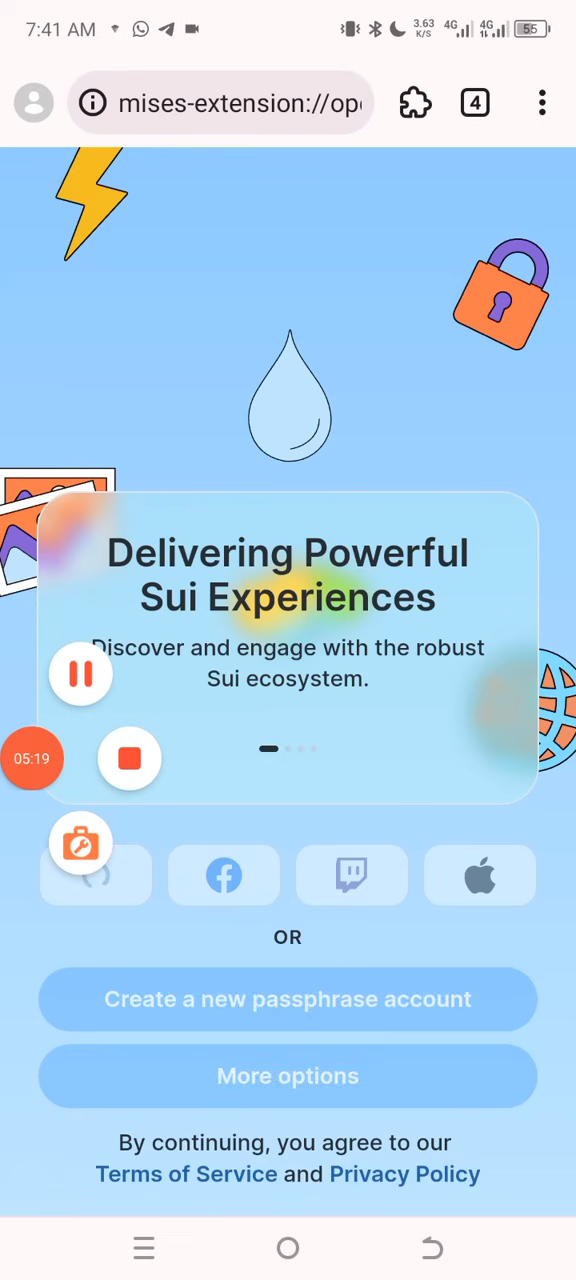 7:41 AM
3.63
K/S
4G
4G
55
mises-extension://op
4
Delivering Powerful
Sui Experiences
Discover and engage with the robust
Sui ecosystem.
05:19
OR
Create a new passphrase account
More options
By continuing, you agree to our
Terms of Service and Privacy Policy